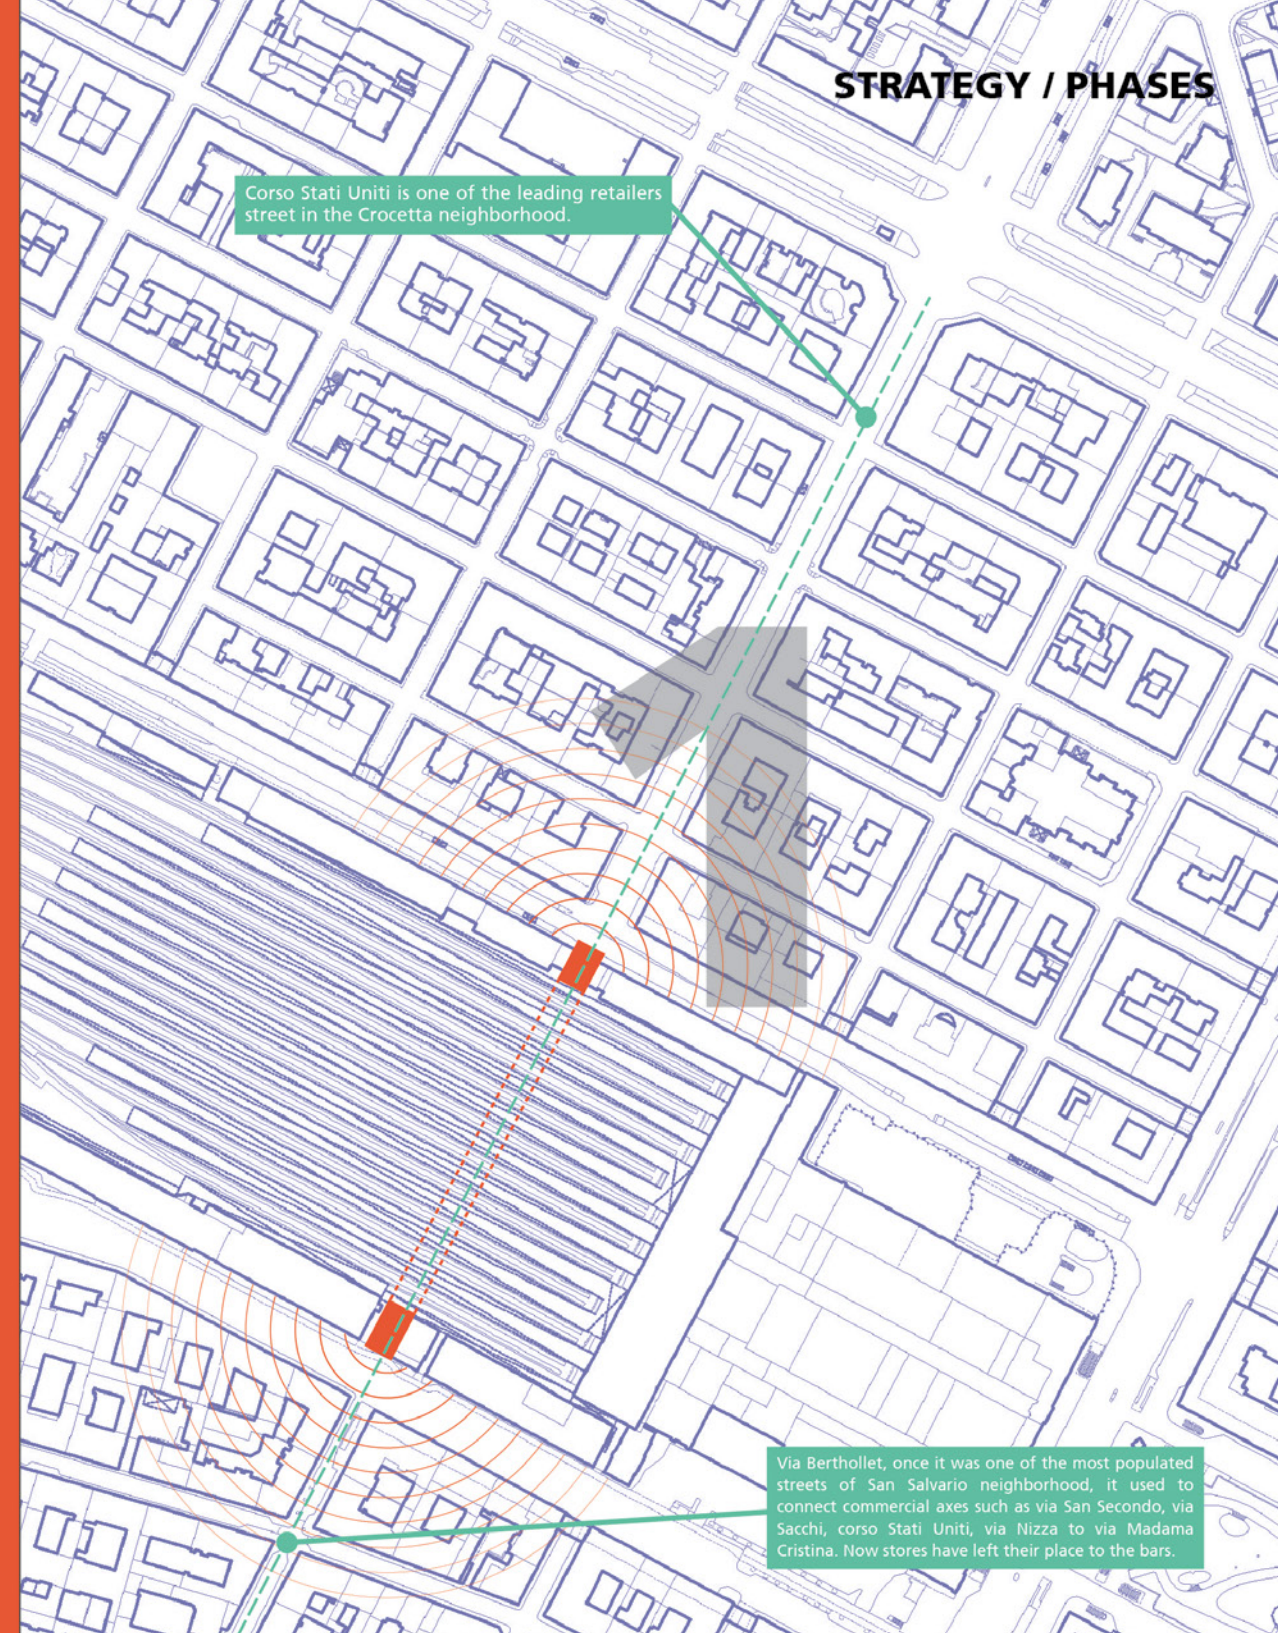 STRATEGY / PHASES
Corso Stati Uniti is one of the leading retailers
street in the Crocetta neighborhood.
1
Via Berthollet, once it was one of the most populated
streets of San Salvario neighborhood, it used to
connect commercial axes such as via San Secondo, via
Sacchi, corso Stati Uniti, via Nizza to via Madama
Cristina. Now stores have left their place to the bars.